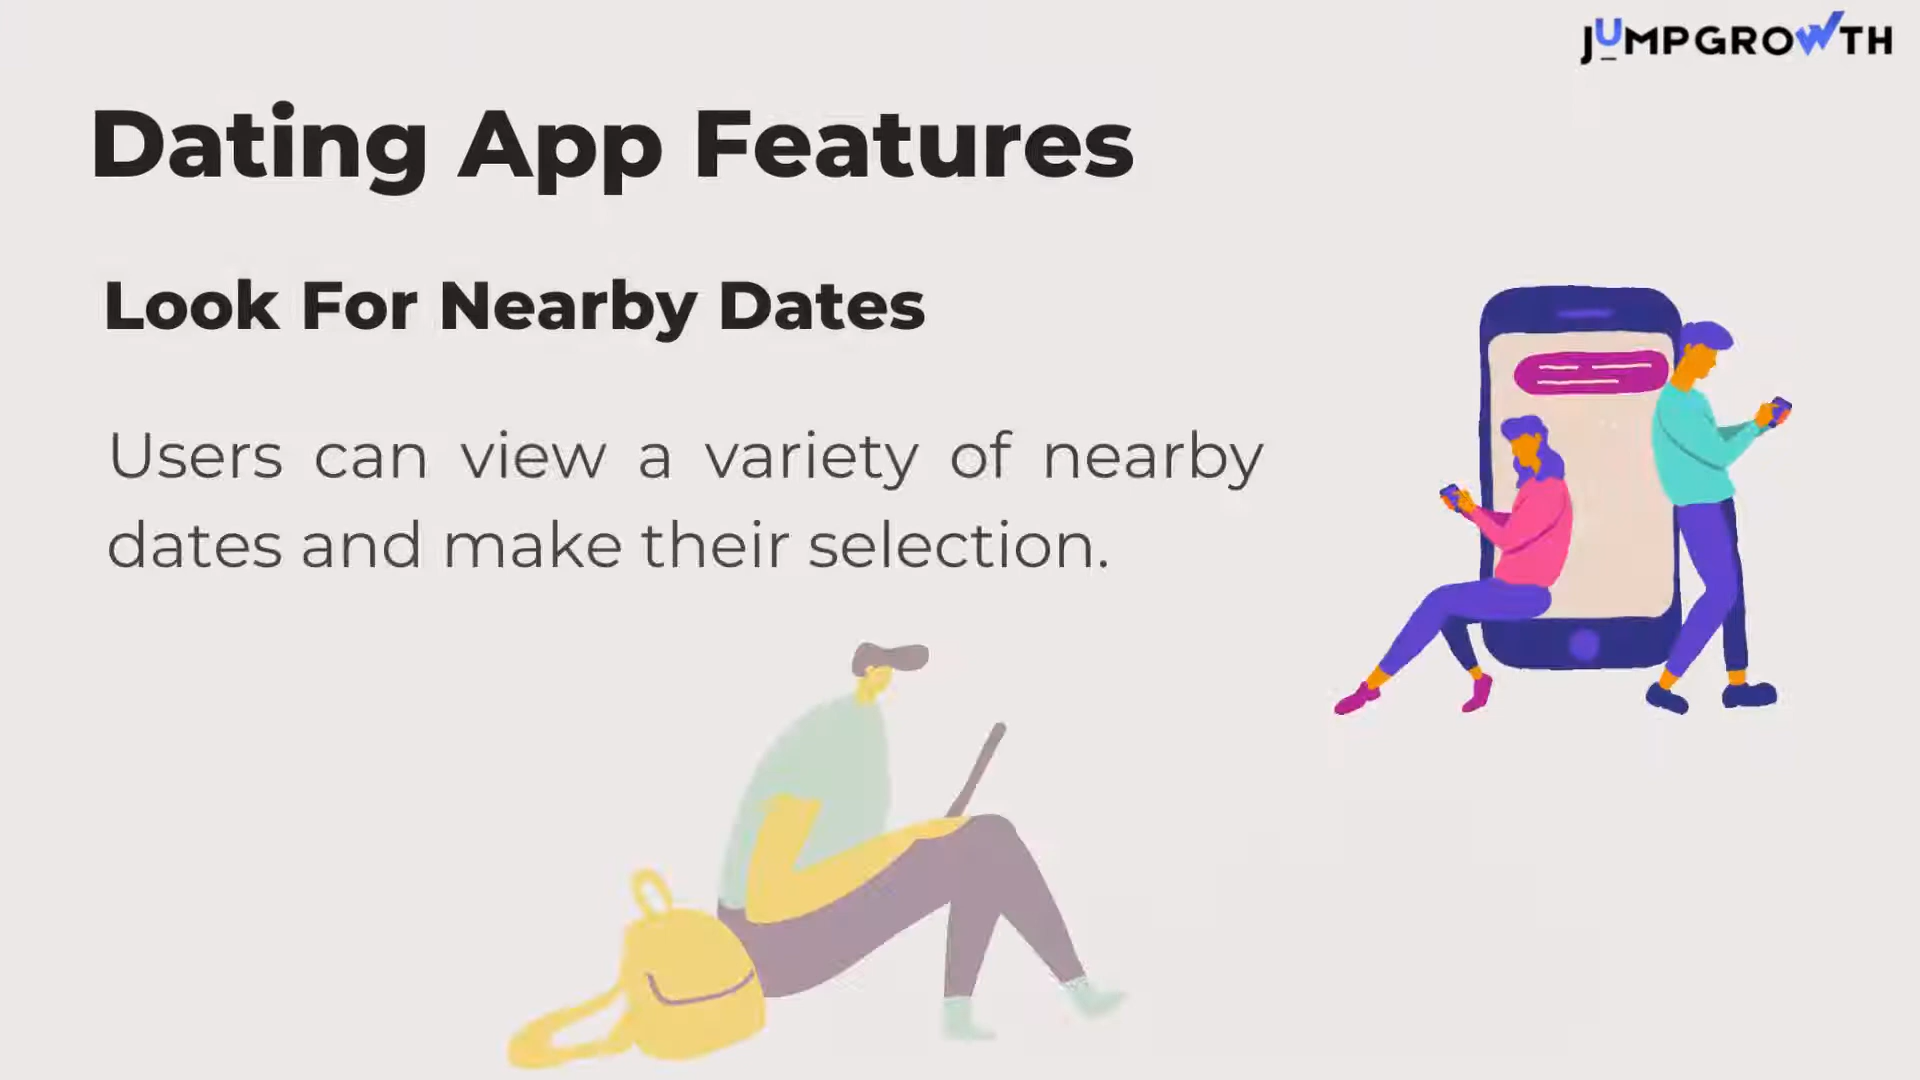 JUMPGROWTH
Dating App Features
Look For Nearby Dates
Users can view a variety of nearby
dates and make their selection.